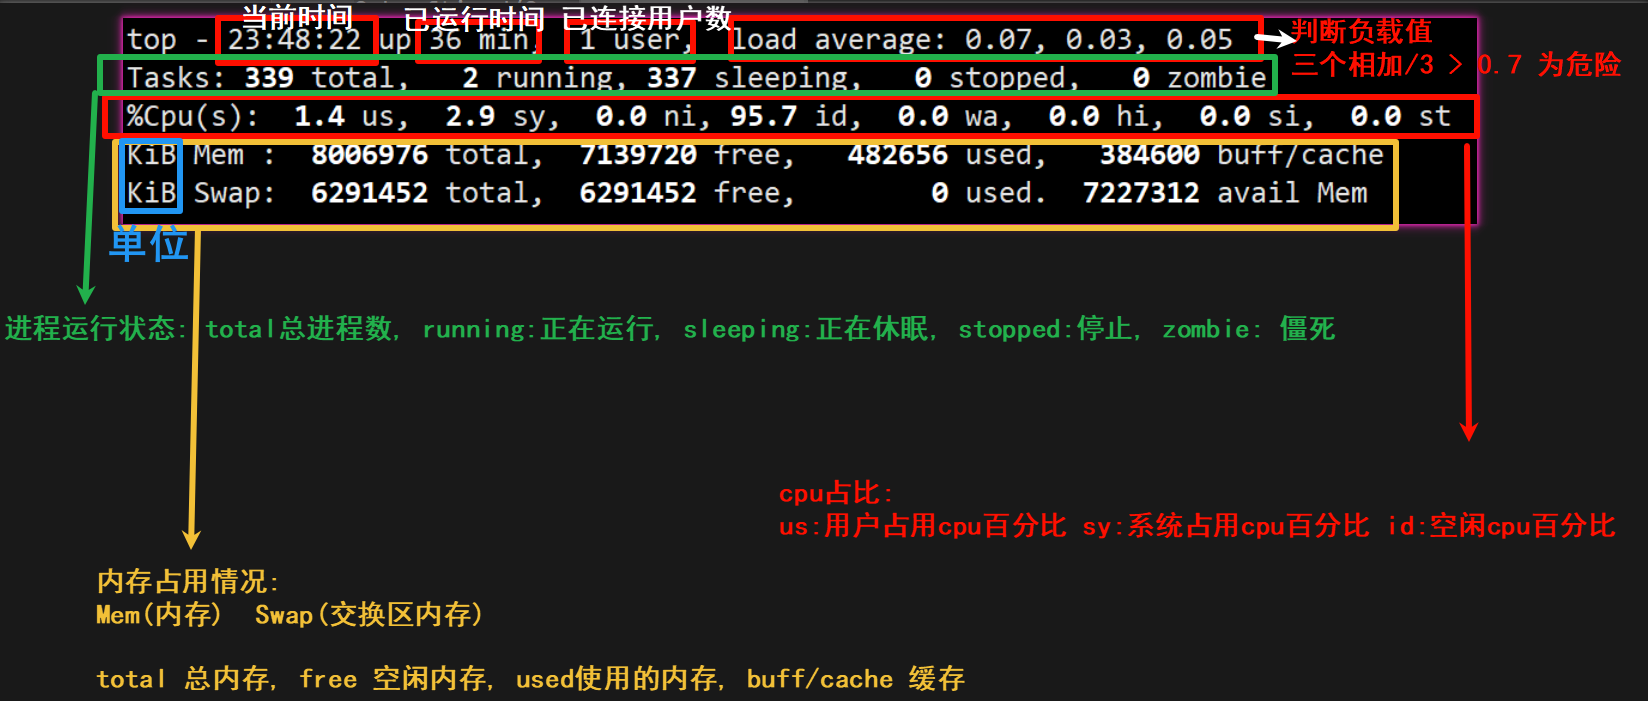 当前时间 已运行时间 已连接用户数
top - 23:48:22 up 36 min, 1 user, load average: 0.07, 0.03, 0.05
判断负载值
三个相加/3 > 0.7 为危险
Tasks: 339 total, 2 running, 337 sleeping, 0 stopped, 0 zombie
%Cpu(s): 1.4 us, 2.9 sy, 0.0 ni, 95.7 id, 0.0 wa, 0.0 hi, 0.0 si, 0.0 st
KiB Mem : 8006976 total, 7139720 free, 482656 used, 384600 buff/cache
KiB Swap: 6291452 total, 6291452 free, 0 used. 7227312 avail Mem
单位
进程运行状态: total总进程数, running:正在运行, sleeping:正在休眠, stopped:停止, zombie: 僵死
cpu占比:
us:用户占用cpu百分比 sy:系统占用cpu百分比 id:空闲cpu百分比
内存占用情况:
Mem(内存) Swap(交换区内存)
total 总内存, free 空闲内存, used使用的内存, buff/cache 缓存